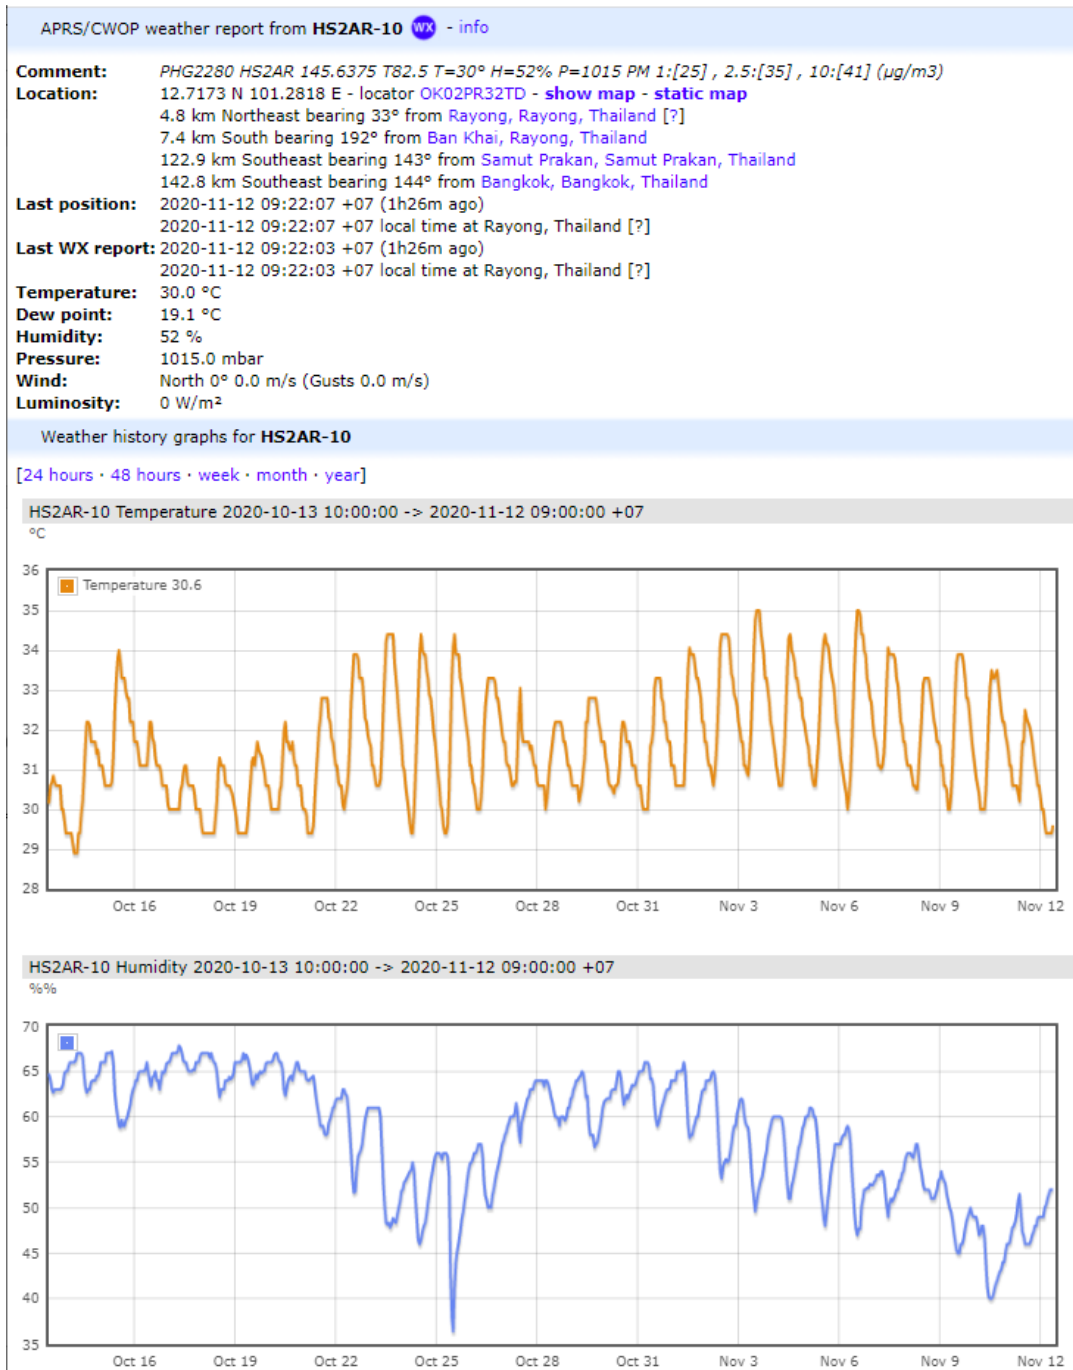 APRS/CWOP weather report from HS2AR-10 WX - info
Comment: PHG2280 HS2AR 145.6375 T82.5 T=30° H=52% P=1015 PM 1:[25] , 2.5:[35] , 10:[41] (µg/m3)
Location: 12.7173 N 101.2818 E - locator OK02PR32TD - show map - static map
4.8 km Northeast bearing 33° from Rayong, Rayong, Thailand [?]
7.4 km South bearing 192° from Ban Khai, Rayong, Thailand
122.9 km Southeast bearing 143° from Samut Prakan, Samut Prakan, Thailand
142.8 km Southeast bearing 144° from Bangkok, Bangkok, Thailand
Last position: 2020-11-12 09:22:07 +07 (1h26m ago)
2020-11-12 09:22:07 +07 local time at Rayong, Thailand [?]
Last WX report: 2020-11-12 09:22:03 +07 (1h26m ago)
2020-11-12 09:22:03 +07 local time at Rayong, Thailand [?]
Temperature: 30.0 °C
Dew point: 19.1 °C
Humidity: 52 %
Pressure: 1015.0 mbar
Wind: North 0° 0.0 m/s (Gusts 0.0 m/s)
Luminosity: 0 W/m²
Weather history graphs for HS2AR-10
[24 hours · 48 hours · week · month · year]
HS2AR-10 Temperature 2020-10-13 10:00:00 -> 2020-11-12 09:00:00 +07
°C
36
Temperature 30.6
35
34
33
32
31
30
29
28
Oct 16 Oct 19 Oct 22 Oct 25 Oct 28 Oct 31 Nov 3 Nov 6 Nov 9 Nov 12
HS2AR-10 Humidity 2020-10-13 10:00:00 -> 2020-11-12 09:00:00 +07
%%
70
65
60
55
50
45
40
35
Oct 16 Oct 19 Oct 22 Oct 25 Oct 28 Oct 31 Nov 3 Nov 6 Nov 9 Nov 12